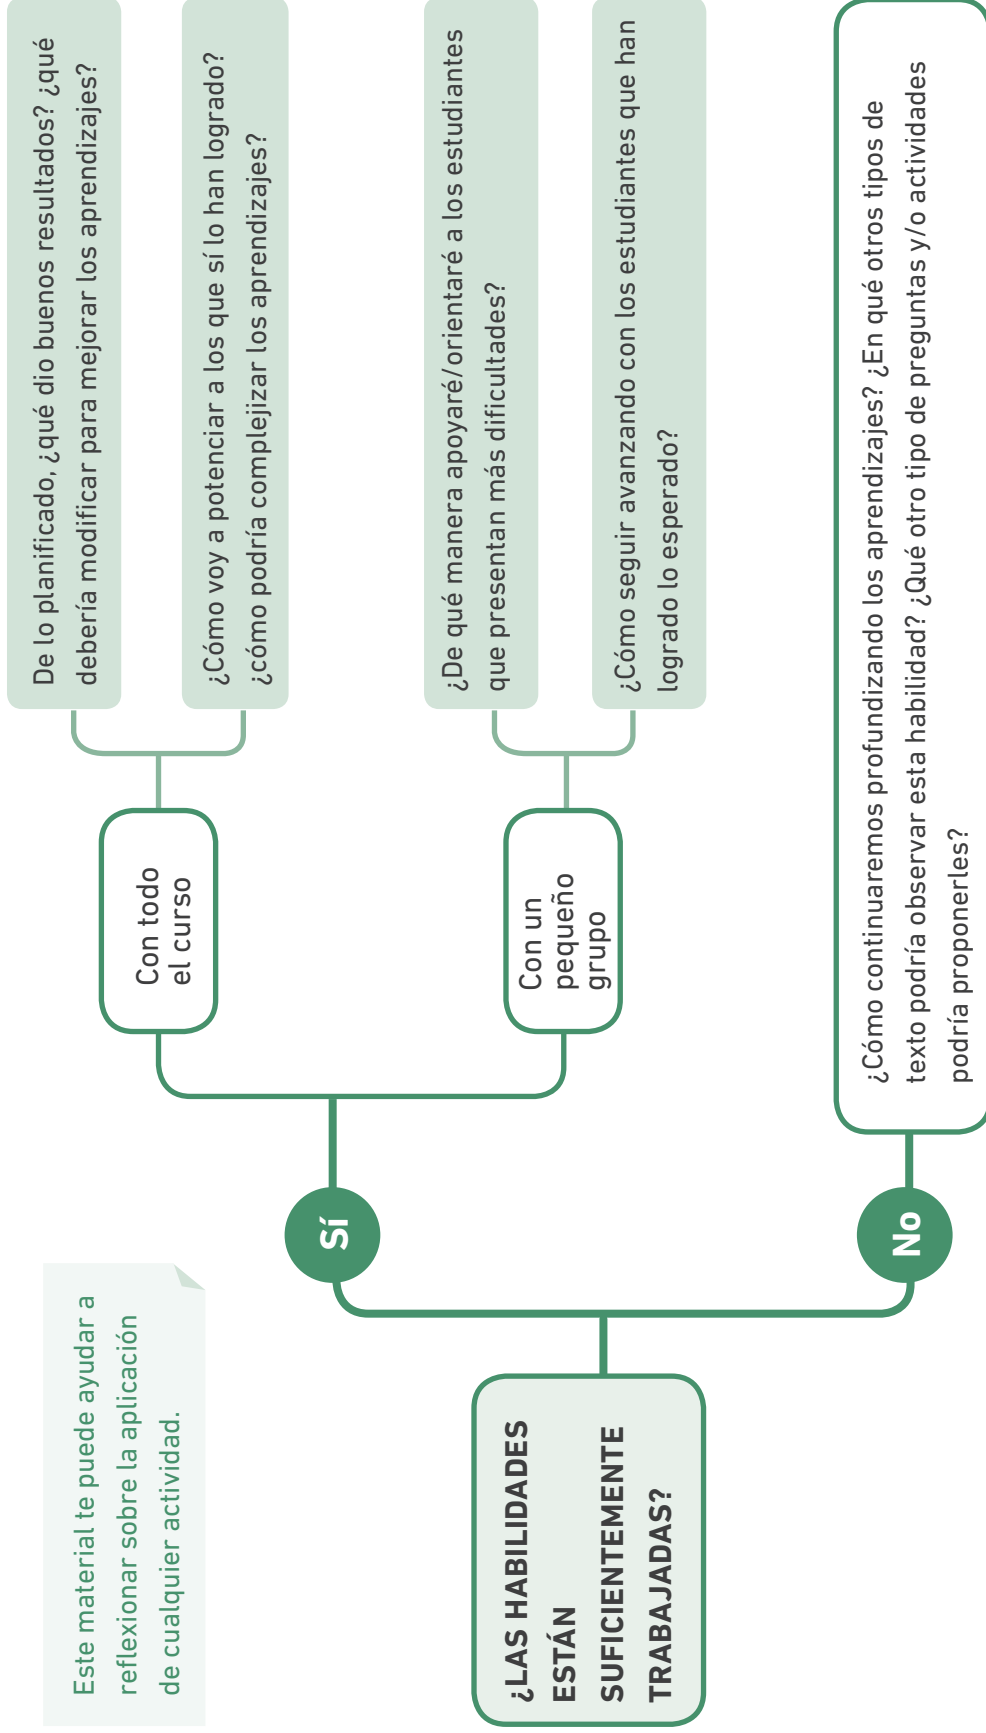 Este material te puede ayudar a
reflexionar sobre la aplicación
de cualquier actividad.
¿LAS HABILIDADES
ESTÁN
SUFICIENTEMENTE
TRABAJADAS?
Sí
Con todo
el curso
De lo planificado, ¿qué dio buenos resultados? ¿qué
debería modificar para mejorar los aprendizajes?
¿Cómo voy a potenciar a los que sí lo han logrado?
¿cómo podría complejizar los aprendizajes?
Con un
pequeño
grupo
¿De qué manera apoyaré/orientaré a los estudiantes
que presentan más dificultades?
¿Cómo seguir avanzando con los estudiantes que han
logrado lo esperado?
No
¿Cómo continuaremos profundizando los aprendizajes? ¿En qué otros tipos de
texto podría observar esta habilidad? ¿Qué otro tipo de preguntas y/o actividades
podría proponerles?